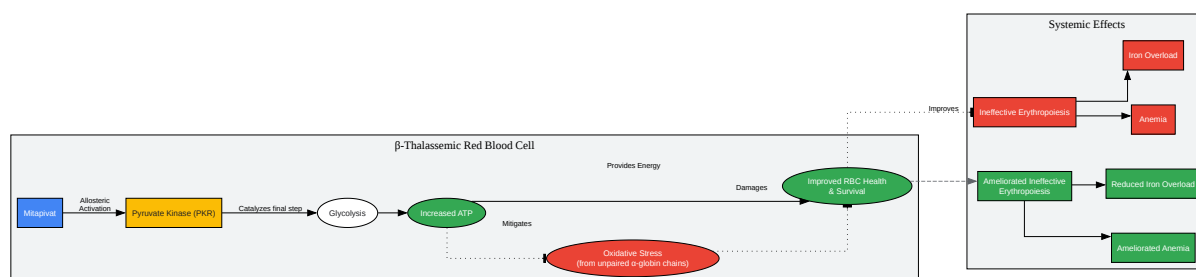 Systemic Effects
Iron Overload
Improves
Ineffective Erythropoiesis
Anemia
β-Thalassemic Red Blood Cell
Provides Energy
Damages
Improved RBC Health
& Survival
Ameliorated Ineffective
Erythropoiesis
Reduced Iron Overload
Mitapivat
Allosteric
Activation
Pyruvate Kinase (PKR)
Catalyzes final step
Glycolysis
Increased ATP
Mitigates
Oxidative Stress
(from unpaired α-globin chains)
Ameliorated Anemia